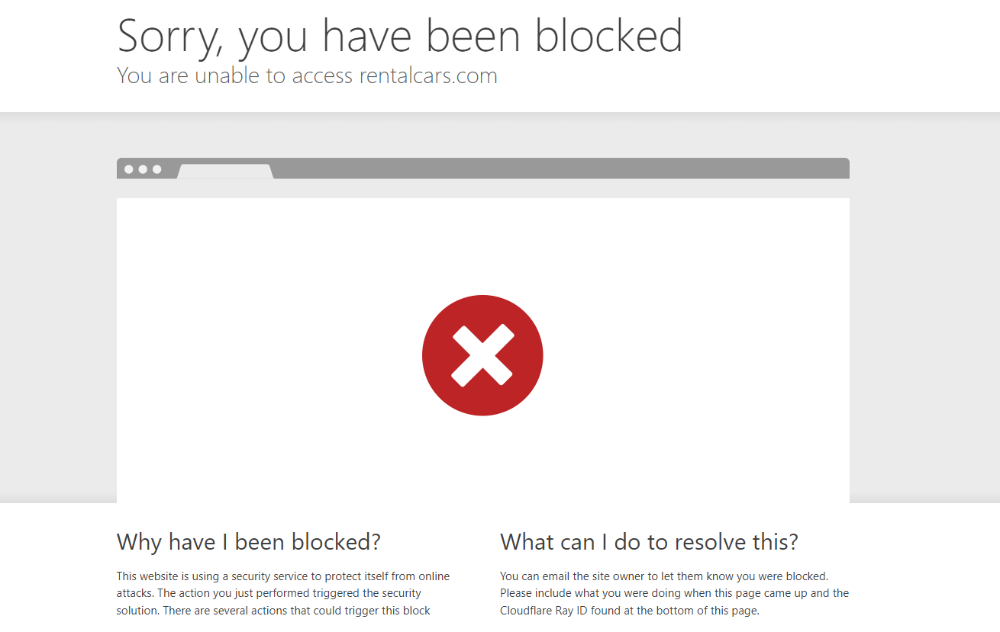 Sorry, you have been blocked
You are unable to access rentalcars.com
Why have I been blocked?
This website is using a security service to protect itself from online
attacks. The action you just performed triggered the security
solution. There are several actions that could trigger this block
What can I do to resolve this?
You can email the site owner to let them know you were blocked.
Please include what you were doing when this page came up and the
Cloudflare Ray ID found at the bottom of this page.